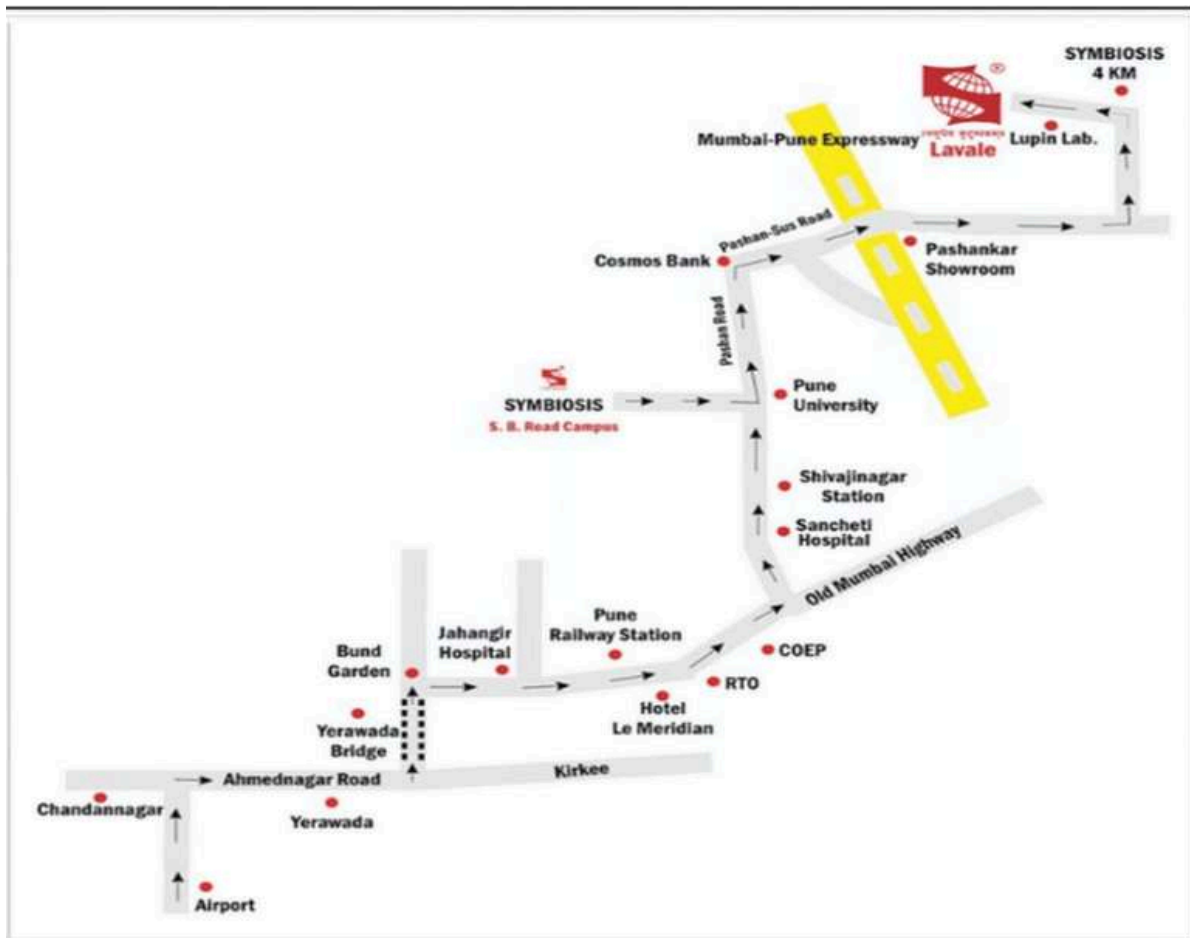 SYMBIOSIS
4 KM
®
Mumbai-Pune Expressway
Lavale
Lupin Lab.
Pashan-Sus Road
Cosmos Bank
Pashankar
Showroom
Pashan Road
SYMBIOSIS
S. B. Road Campus
Pune
University
Shivajinagar
Station
Sancheti
Hospital
Old Mumbai Highway
Pune
Railway Station
Jahangir
Hospital
Bund
Garden
COEP
RTO
Hotel
Le Meridian
Yerawada
Bridge
Kirkee
Ahmednagar Road
Chandannagar
Yerawada
Airport